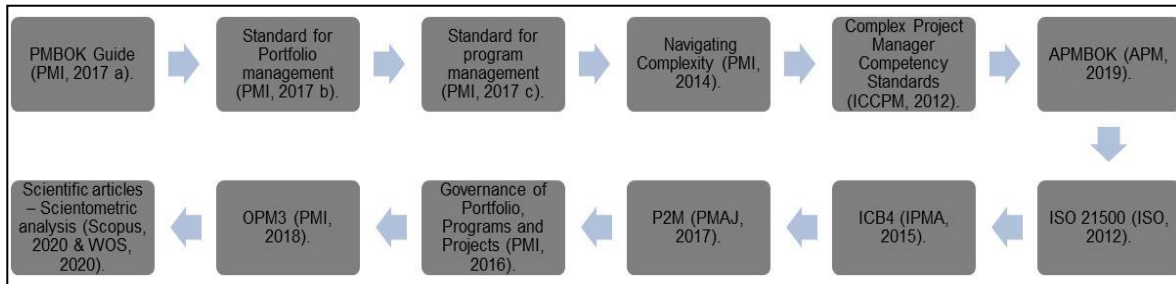 PMBOK Guide
(PMI, 2017 a).
Standard for
Portfolio
management
(PMI, 2017 b).
Standard for
program
management
(PMI, 2017 c).
Navigating
Complexity (PMI,
2014).
Complex Project
Manager
Competency
Standards
(ICCPM, 2012).
APMBOK (APM,
2019).
ISO 21500 (ISO,
2012).
ICB4 (IPMA,
2015).
P2M (PMAJ,
2017).
Governance of
Portfolio,
Programs and
Projects (PMI,
2016).
OPM3 (PMI,
2018).
Scientific articles
– Scientometric
analysis (Scopus,
2020 & WOS,
2020).